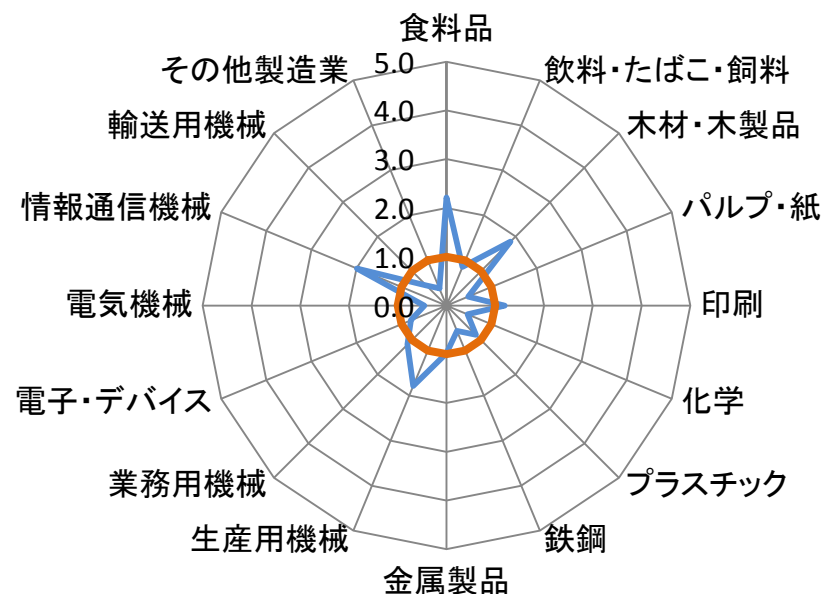 食料品
その他製造業
5.0
飲料・たばこ・飼料
輸送用機械
4.0
木材・木製品
3.0
情報通信機械
2.0
パルプ・紙
1.0
電気機械
0.0
印刷
電子・デバイス
化学
業務用機械
プラスチック
生産用機械
鉄鋼
金属製品